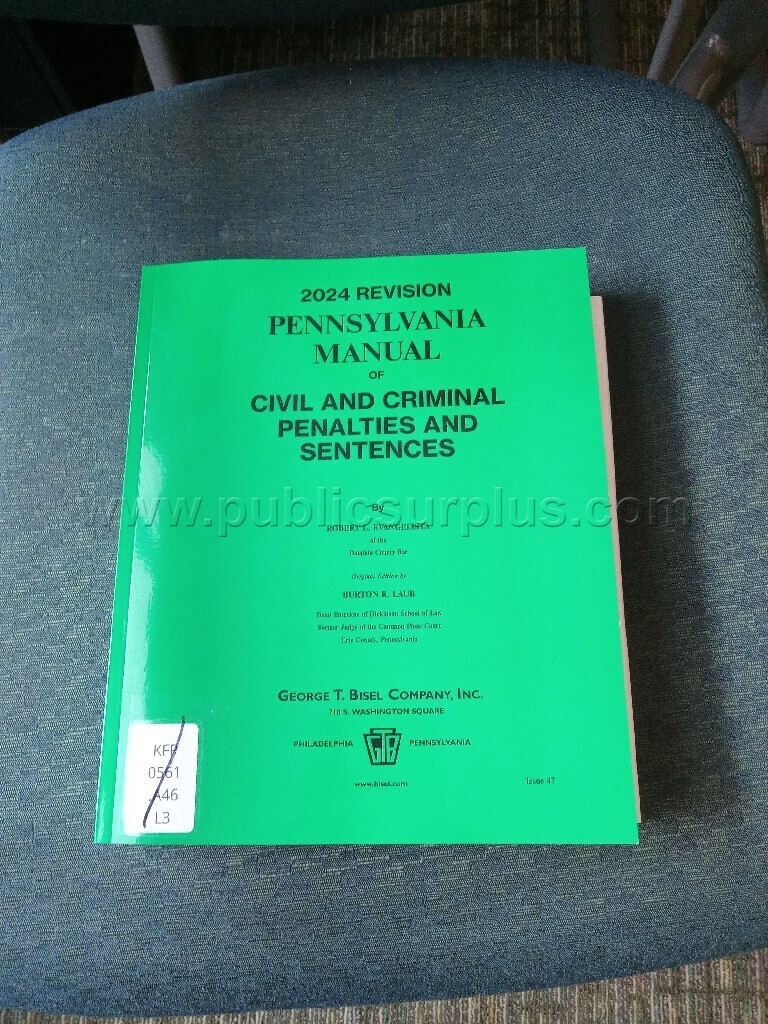 2024 REVISION
PENNSYLVANIA
MANUAL
OF
CIVIL AND CRIMINAL
PENALTIES AND
SENTENCES
www.publicsurplus.com
By
ROBERT L. EVANGELISTA
of the
Dauphin County Bar
Original Edition by
BURTON R. LAUB
Dean Emeritus of Dickinson School of Law
Former Judge of the Common Pleas Court
Erie County, Pennsylvania
GEORGE T. BISEL COMPANY, INC.
710 S. WASHINGTON SQUARE
PHILADELPHIA GTB PENNSYLVANIA
www.bisel.com
Issue 47
KFP
0561
.A46
L3